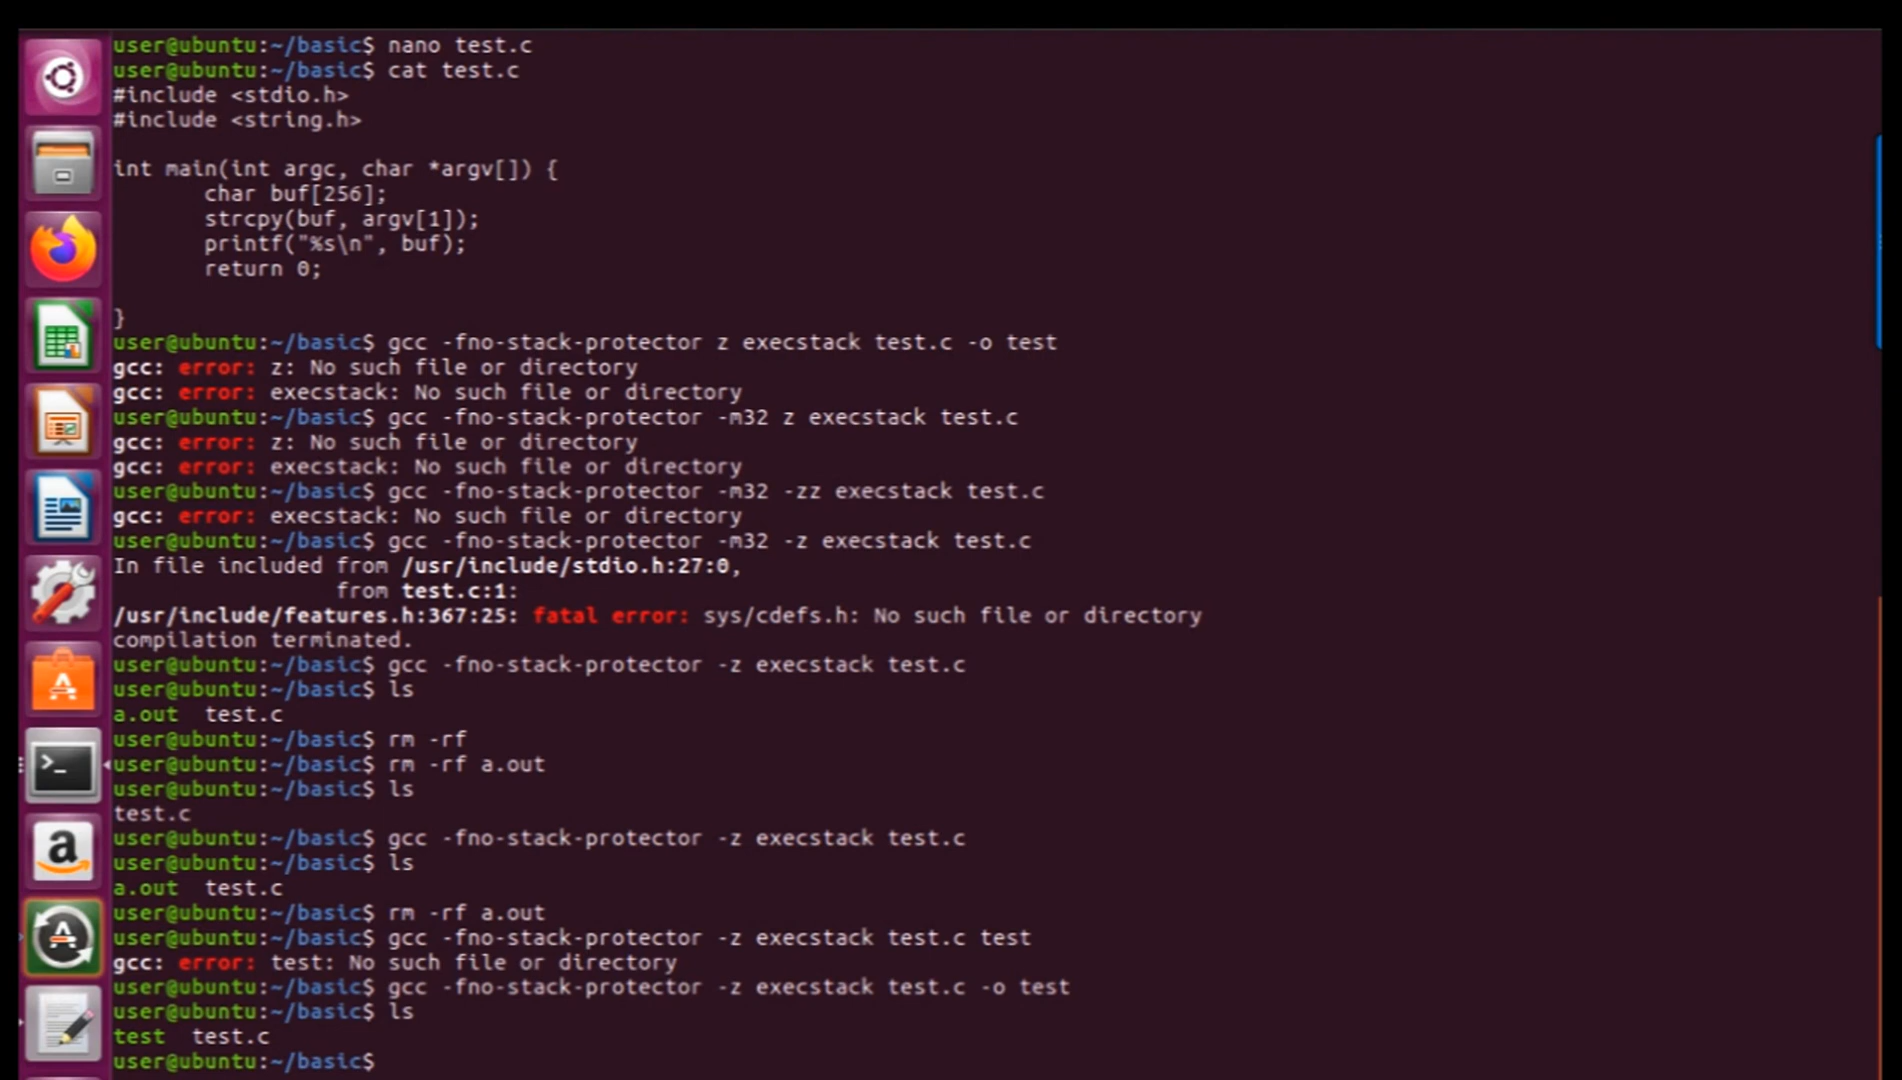 user@ubuntu:~/basic$ nano test.c
user@ubuntu:~/basic$ cat test.c
#include <stdio.h>
#include <string.h>
int main(int argc, char *argv[]) {
char buf[256];
strcpy(buf, argv[1]);
printf("%s\n", buf);
return 0;
}
user@ubuntu:~/basic$ gcc -fno-stack-protector z execstack test.c -o test
gcc: error: z: No such file or directory
gcc: error: execstack: No such file or directory
user@ubuntu:~/basic$ gcc -fno-stack-protector -m32 z execstack test.c
gcc: error: z: No such file or directory
gcc: error: execstack: No such file or directory
user@ubuntu:~/basic$ gcc -fno-stack-protector -m32 -zz execstack test.c
gcc: error: execstack: No such file or directory
user@ubuntu:~/basic$ gcc -fno-stack-protector -m32 -z execstack test.c
In file included from /usr/include/stdio.h:27:0,
from test.c:1:
/usr/include/features.h:367:25: fatal error: sys/cdefs.h: No such file or directory
compilation terminated.
user@ubuntu:~/basic$ gcc -fno-stack-protector -z execstack test.c
user@ubuntu:~/basic$ ls
a.out  test.c
user@ubuntu:~/basic$ rm -rf
user@ubuntu:~/basic$ rm -rf a.out
user@ubuntu:~/basic$ ls
test.c
user@ubuntu:~/basic$ gcc -fno-stack-protector -z execstack test.c
user@ubuntu:~/basic$ ls
a.out  test.c
user@ubuntu:~/basic$ rm -rf a.out
user@ubuntu:~/basic$ gcc -fno-stack-protector -z execstack test.c test
gcc: error: test: No such file or directory
user@ubuntu:~/basic$ gcc -fno-stack-protector -z execstack test.c -o test
user@ubuntu:~/basic$ ls
test  test.c
user@ubuntu:~/basic$